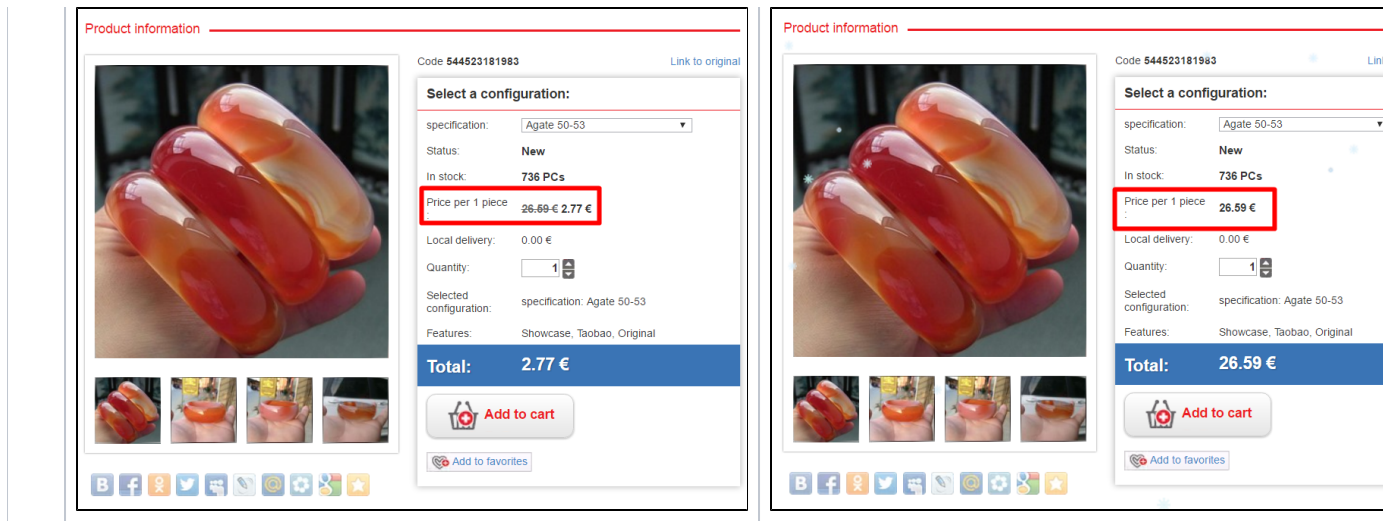 Product information
Code 544523181983 Link to original
Select a configuration:
specification: Agate 50-53
Status: New
In stock: 736 PCs
Price per 1 piece
: 26.59 € 2.77 €
Local delivery: 0.00 €
Quantity: 1
Selected
configuration: specification: Agate 50-53
Features: Showcase, Taobao, Original
Total: 2.77 €
Add to cart
Add to favorites
Product information
Code 544523181983 Lin
Select a configuration:
specification: Agate 50-53
Status: New
In stock: 736 PCs
Price per 1 piece
: 26.59 €
Local delivery: 0.00 €
Quantity: 1
Selected
configuration: specification: Agate 50-53
Features: Showcase, Taobao, Original
Total: 26.59 €
Add to cart
Add to favorites